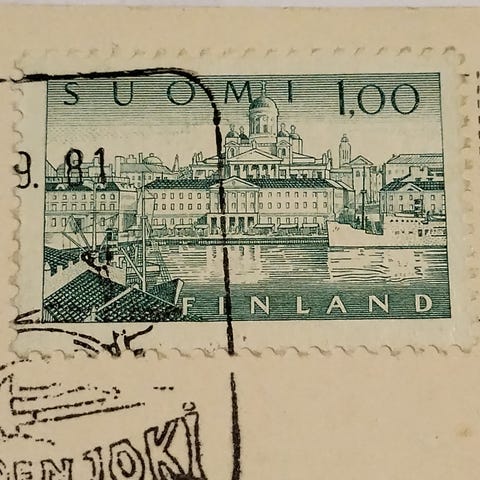 SUOMI 1,00
9. 81
FINLAND
ENJOKI